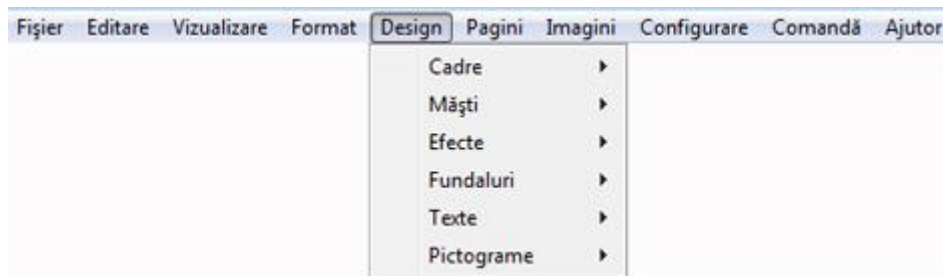 Fişier Editare Vizualizare Format Design Pagini Imagini Configurare Comandă Ajutor
Cadre
Măşti
Efecte
Fundaluri
Texte
Pictograme